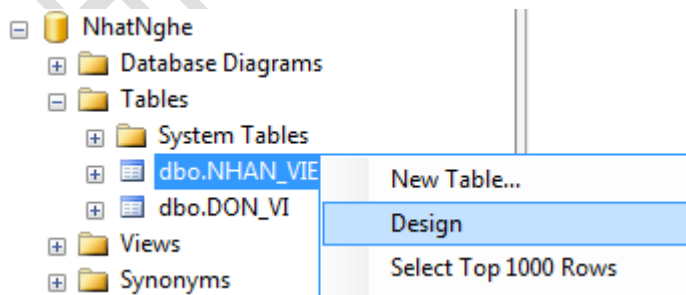 NhatNghe
Database Diagrams
Tables
System Tables
dbo.NHAN_VIE
New Table...
dbo.DON_VI
Design
Views
Select Top 1000 Rows
Synonyms